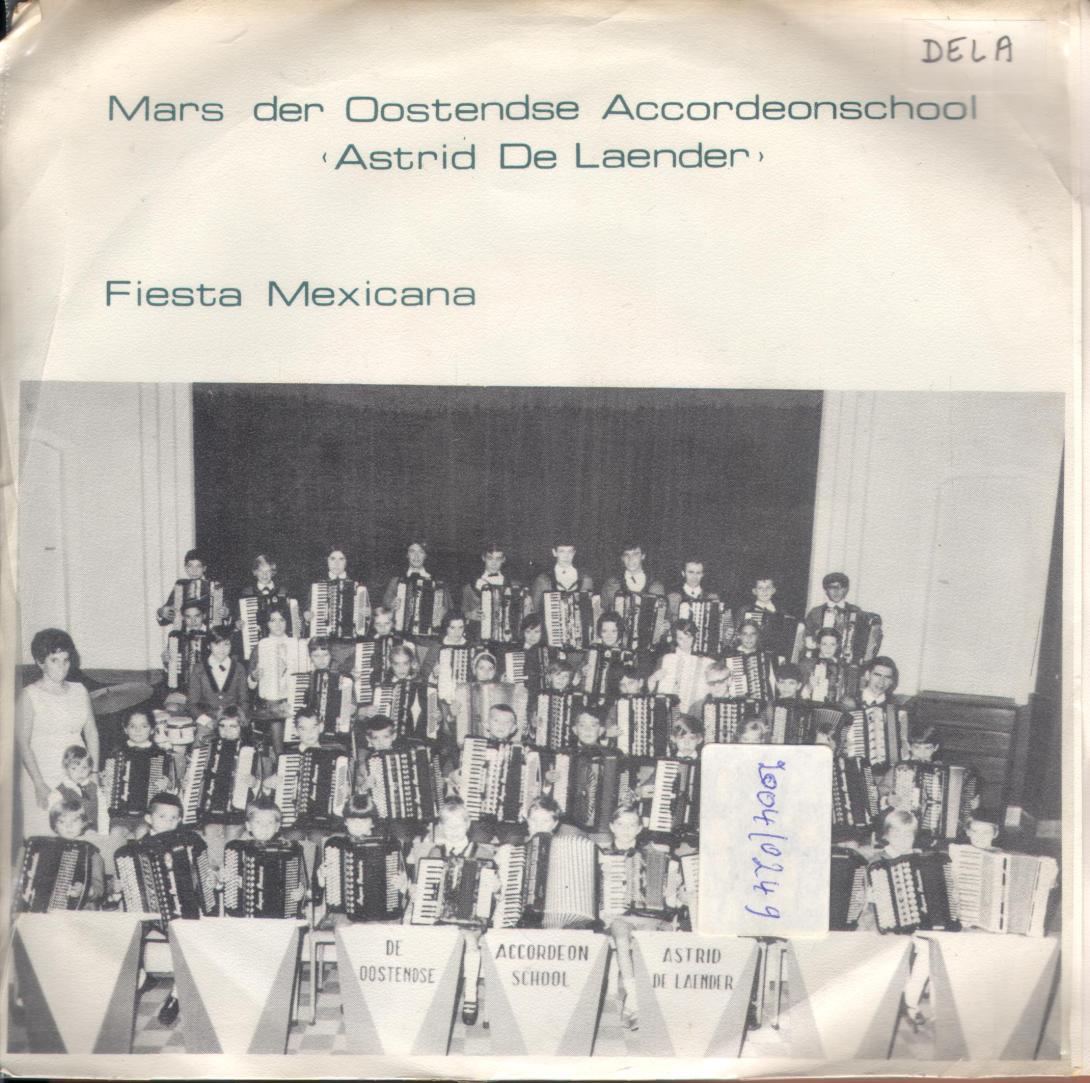 DELA
Mars der Oostendse Accordeonschool
‹Astrid De Laender›
Fiesta Mexicana
2004/0249
DE
OOSTENDSE
ACCORDEON
SCHOOL
ASTRID
DE LAENDER